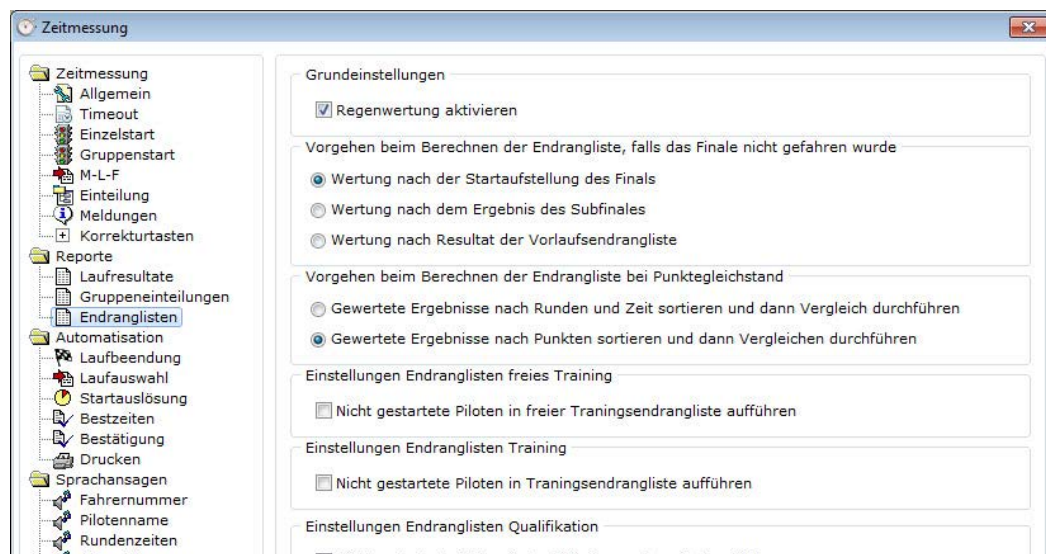 Zeitmessung
Zeitmessung
Allgemein
Timeout
Einzelstart
Gruppenstart
M-L-F
Einteilung
Meldungen
Korrekturtasten
Reporte
Laufresultate
Gruppeneinteilungen
Endranglisten
Automatisation
Laufbeendung
Laufauswahl
Startauslösung
Bestzeiten
Bestätigung
Drucken
Sprachansagen
Fahrernummer
Pilotenname
Rundenzeiten
Grundeinstellungen
Regenwertung aktivieren
Vorgehen beim Berechnen der Endrangliste, falls das Finale nicht gefahren wurde
Wertung nach der Startaufstellung des Finals
Wertung nach dem Ergebnis des Subfinales
Wertung nach Resultat der Vorlaufsendrangliste
Vorgehen beim Berechnen der Endrangliste bei Punktegleichstand
Gewertete Ergebnisse nach Runden und Zeit sortieren und dann Vergleich durchführen
Gewertete Ergebnisse nach Punkten sortieren und dann Vergleichen durchführen
Einstellungen Endranglisten freies Training
Nicht gestartete Piloten in freier Traningsendrangliste aufführen
Einstellungen Endranglisten Training
Nicht gestartete Piloten in Traningsendrangliste aufführen
Einstellungen Endranglisten Qualifikation